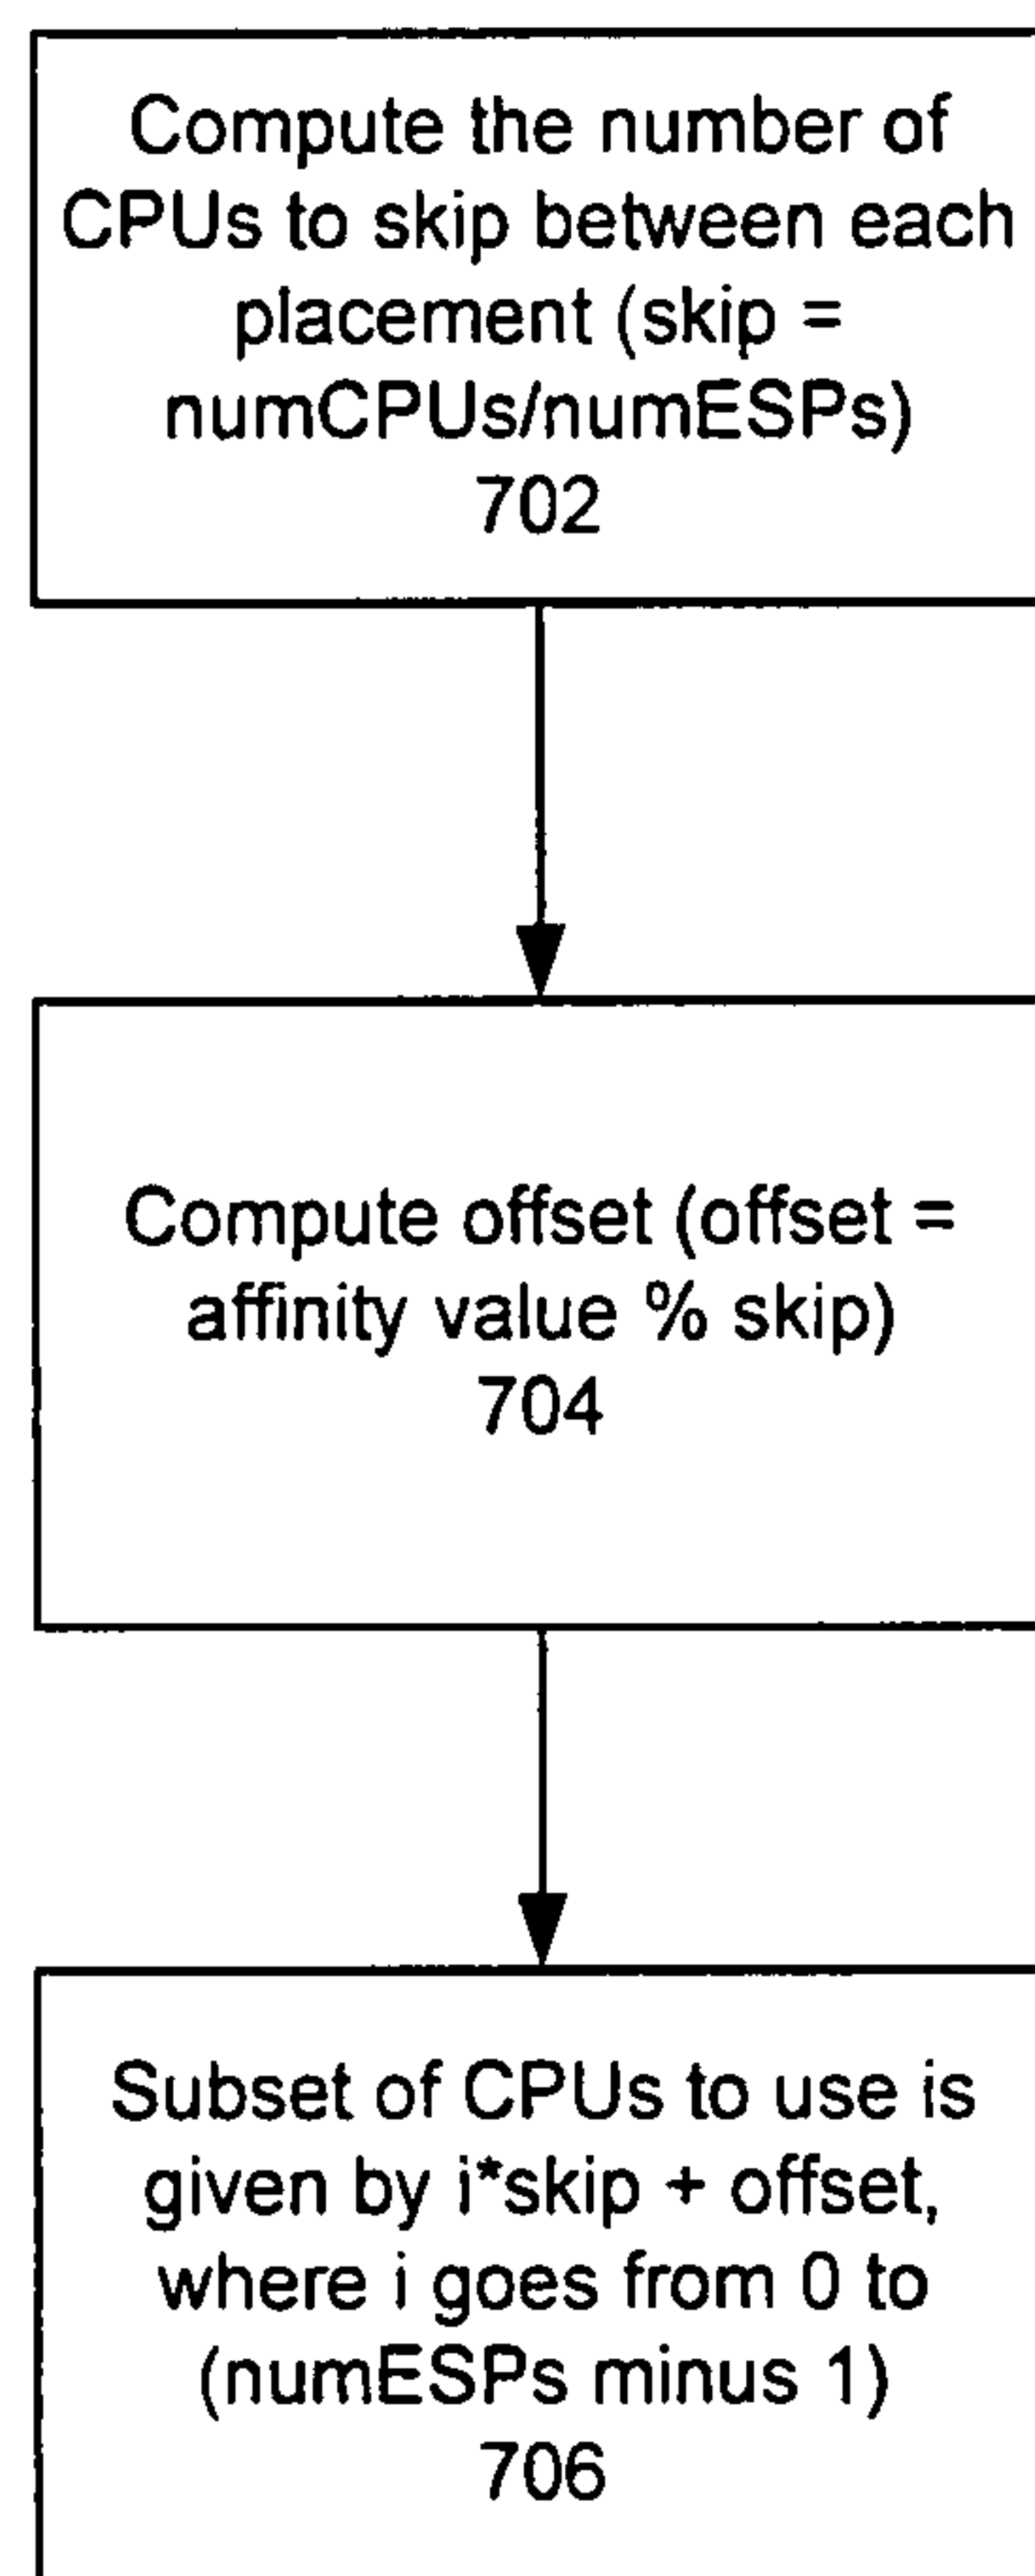 Compute the number of
CPUs to skip between each
placement (skip =
numCPUs/numESPs)
702
Compute offset (offset =
affinity value % skip)
704
Subset of CPUs to use is
given by i*skip + offset,
where i goes from 0 to
(numESPs minus 1)
706